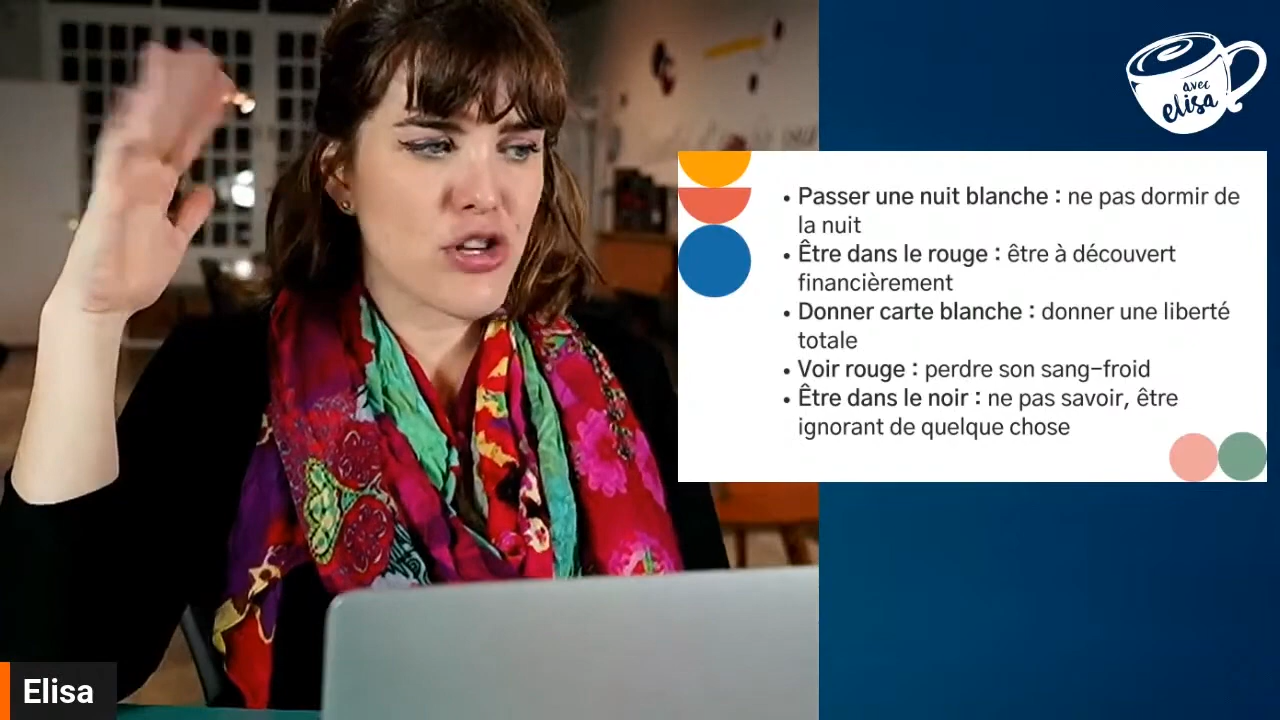 avec
elisa
• Passer une nuit blanche : ne pas dormir de
la nuit
• Être dans le rouge : être à découvert
financièrement
• Donner carte blanche : donner une liberté
totale
• Voir rouge : perdre son sang-froid
• Être dans le noir : ne pas savoir, être
ignorant de quelque chose
Elisa